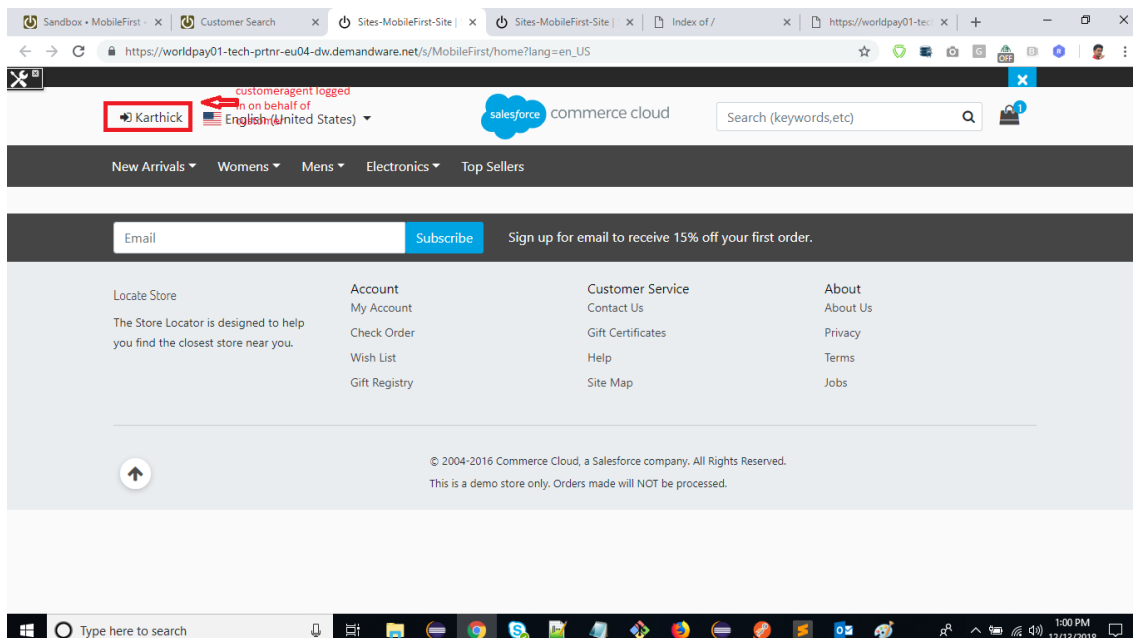 Sandbox • MobileFirst -
Customer Search
Sites-MobileFirst-Site |
Sites-MobileFirst-Site |
Index of /
https://worldpay01-tec
https://worldpay01-tech-prtnr-eu04-dw.demandware.net/s/MobileFirst/home?lang=en_US
OFF
customeragent logged
in on behalf of
customer
Karthick
English (United States)
salesforce commerce cloud
Search (keywords,etc)
1
New Arrivals Womens Mens Electronics Top Sellers
Email
Subscribe
Sign up for email to receive 15% off your first order.
Locate Store
The Store Locator is designed to help
you find the closest store near you.
Account
My Account
Check Order
Wish List
Gift Registry
Customer Service
Contact Us
Gift Certificates
Help
Site Map
About
About Us
Privacy
Terms
Jobs
© 2004-2016 Commerce Cloud, a Salesforce company. All Rights Reserved.
This is a demo store only. Orders made will NOT be processed.
Type here to search
1:00 PM
12/13/2018